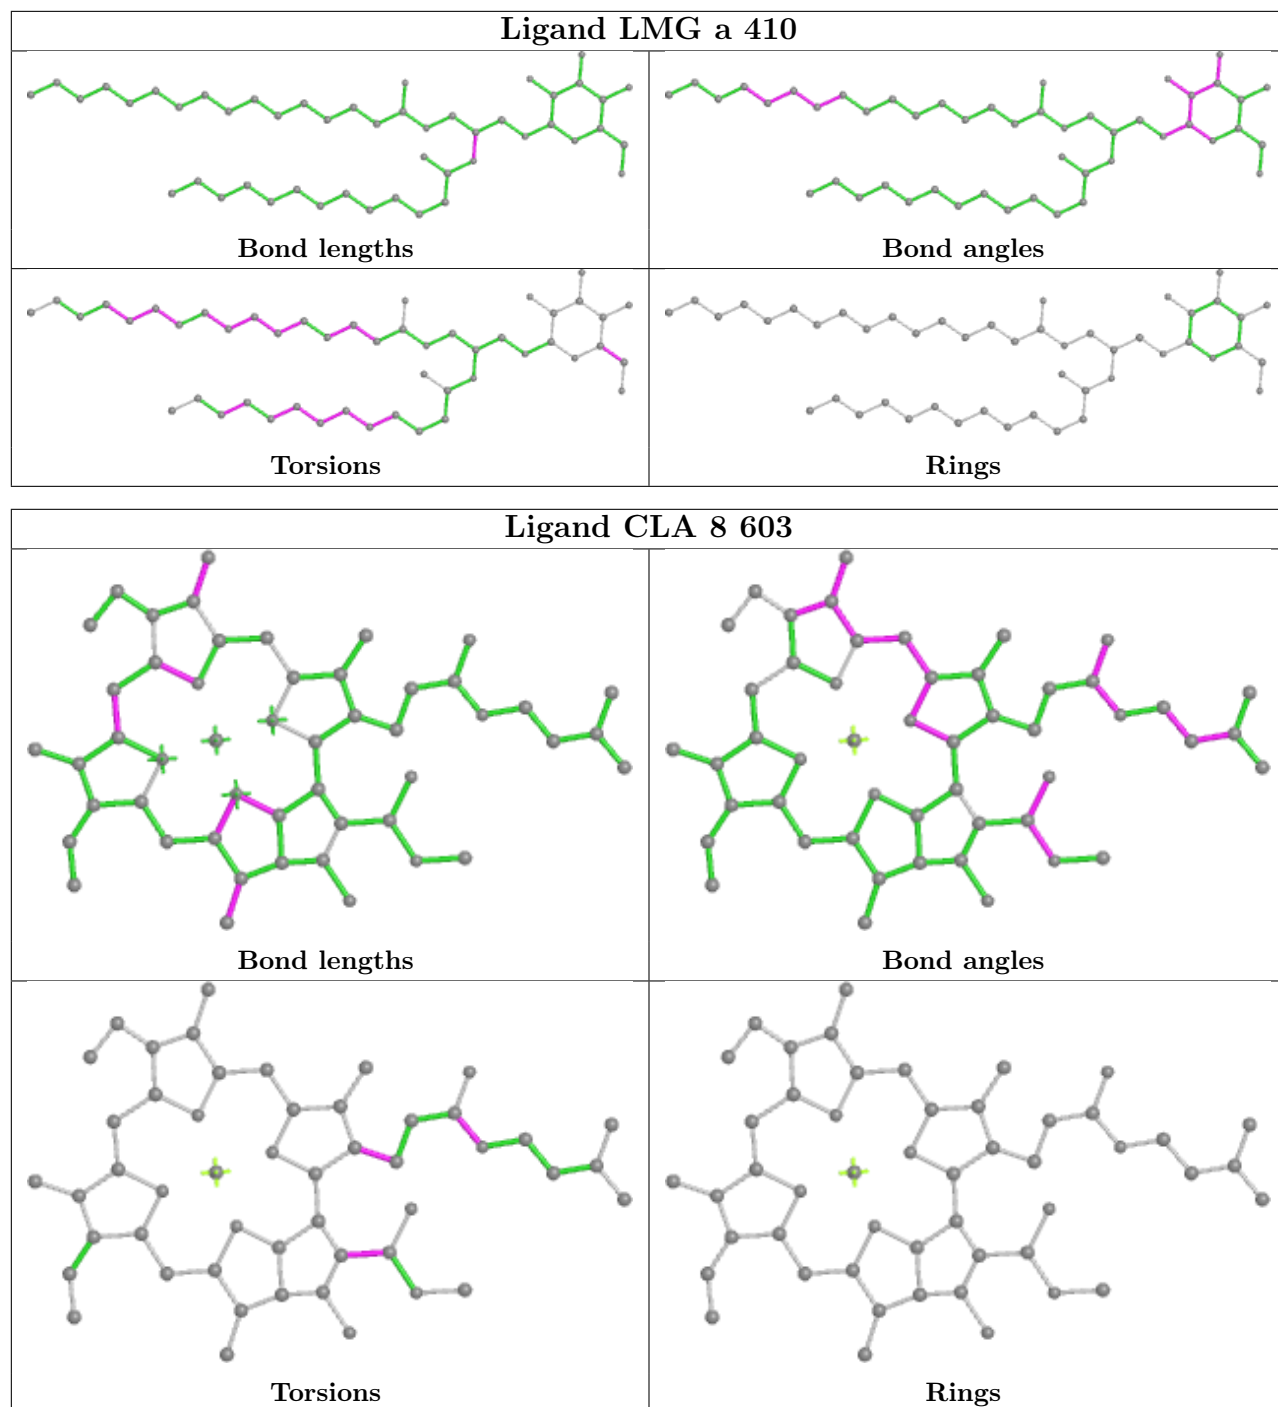 Ligand LMG a 410
Bond lengths
Bond angles
Torsions
Rings
Ligand CLA 8 603
Bond lengths
Bond angles
Torsions
Rings